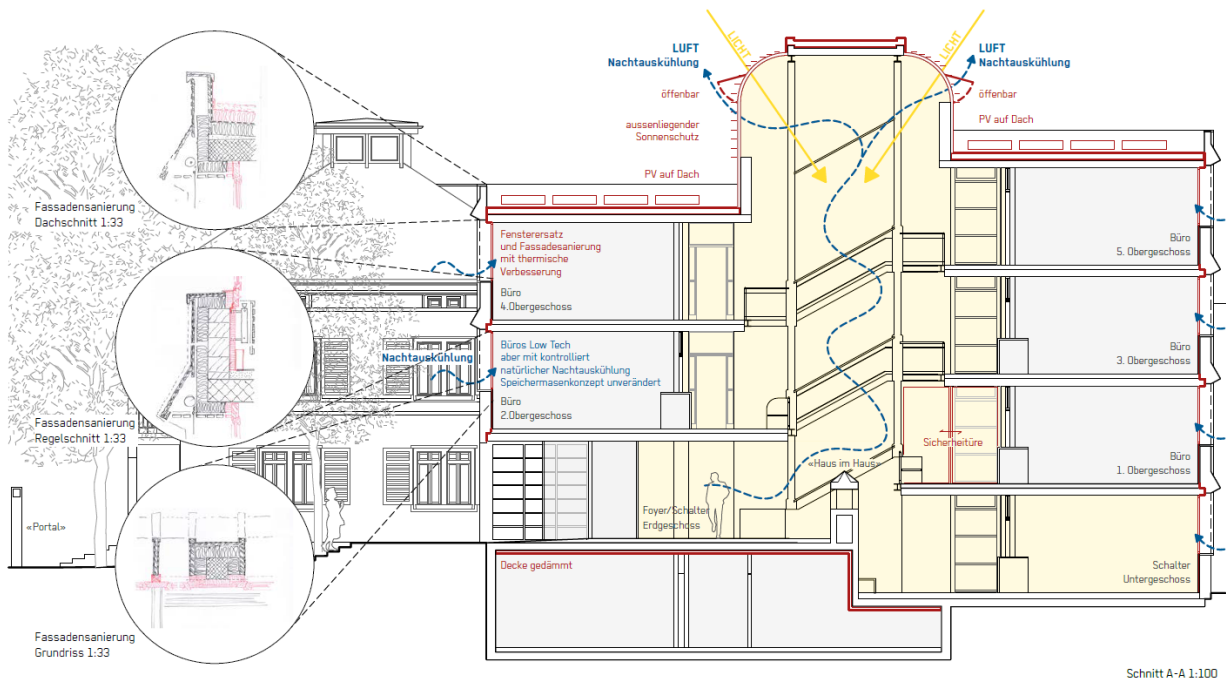 LUFT
Nachtauskühlung
LICHT
LICHT
LUFT
Nachtauskühlung
öffenbar
öffenbar
aussenliegender
Sonnenschutz
PV auf Dach
PV auf Dach
Fassadensanierung
Dachschnitt 1:33
Fensterersatz
und Fassadesanierung
mit thermische
Verbesserung
Büro
4.Obergeschoss
Büro
5. Obergeschoss
Nachtauskühlung
Büros Low Tech
aber mit kontrolliert
natürlicher Nachtauskühlung
Speichermasenkonzept unverändert
Büro
2.Obergeschoss
Büro
3. Obergeschoss
Fassadensanierung
Regelschnitt 1:33
Sicherheitüre
«Haus im Haus»
Büro
1. Obergeschoss
«Portal»
Foyer/Schalter
Erdgeschoss
Decke gedämmt
Schalter
Untergeschoss
Fassadensanierung
Grundriss 1:33
Schnitt A-A 1:100